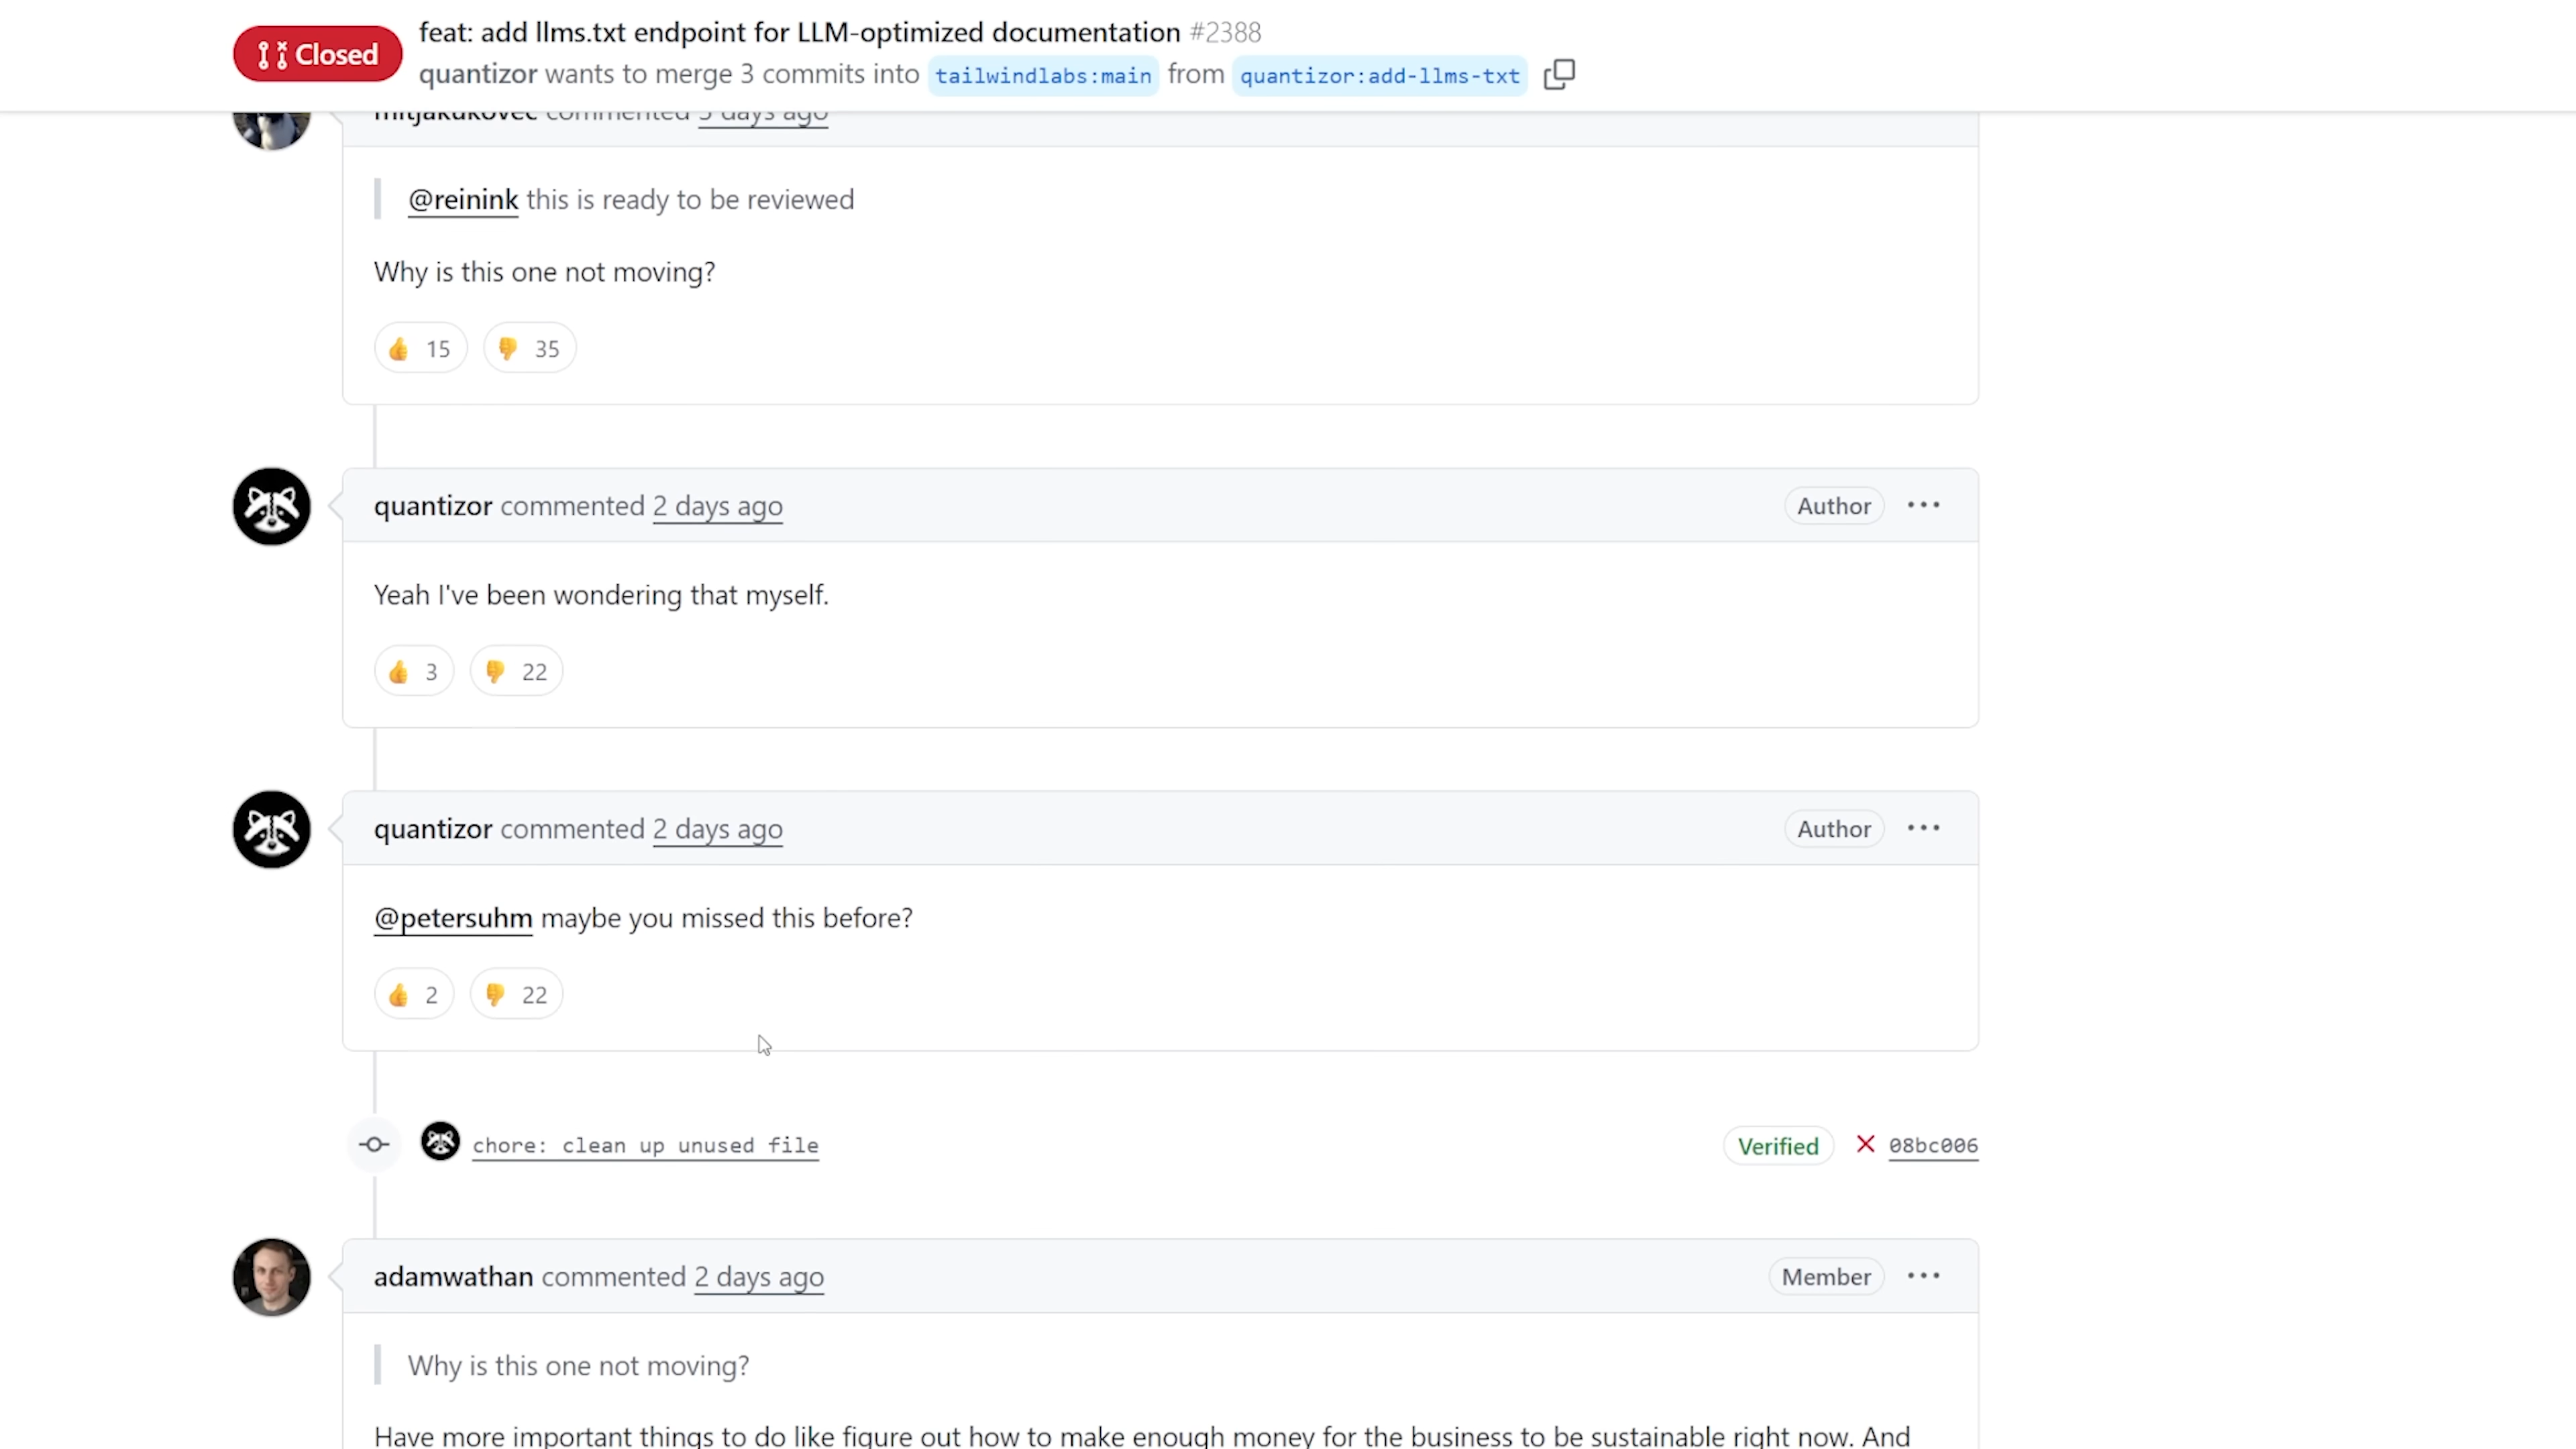 Closed
feat: add llms.txt endpoint for LLM-optimized documentation #2388
quantizor wants to merge 3 commits into tailwindlabs:main from quantizor:add-llms-txt
mitjakukovec commented 3 days ago
@reinink this is ready to be reviewed
Why is this one not moving?
👍 15 👎 35
quantizor commented 2 days ago Author ···
Yeah I've been wondering that myself.
👍 3 👎 22
quantizor commented 2 days ago Author ···
@petersuhm maybe you missed this before?
👍 2 👎 22
chore: clean up unused file Verified 08bc006
adamwathan commented 2 days ago Member ···
Why is this one not moving?
Have more important things to do like figure out how to make enough money for the business to be sustainable right now. And